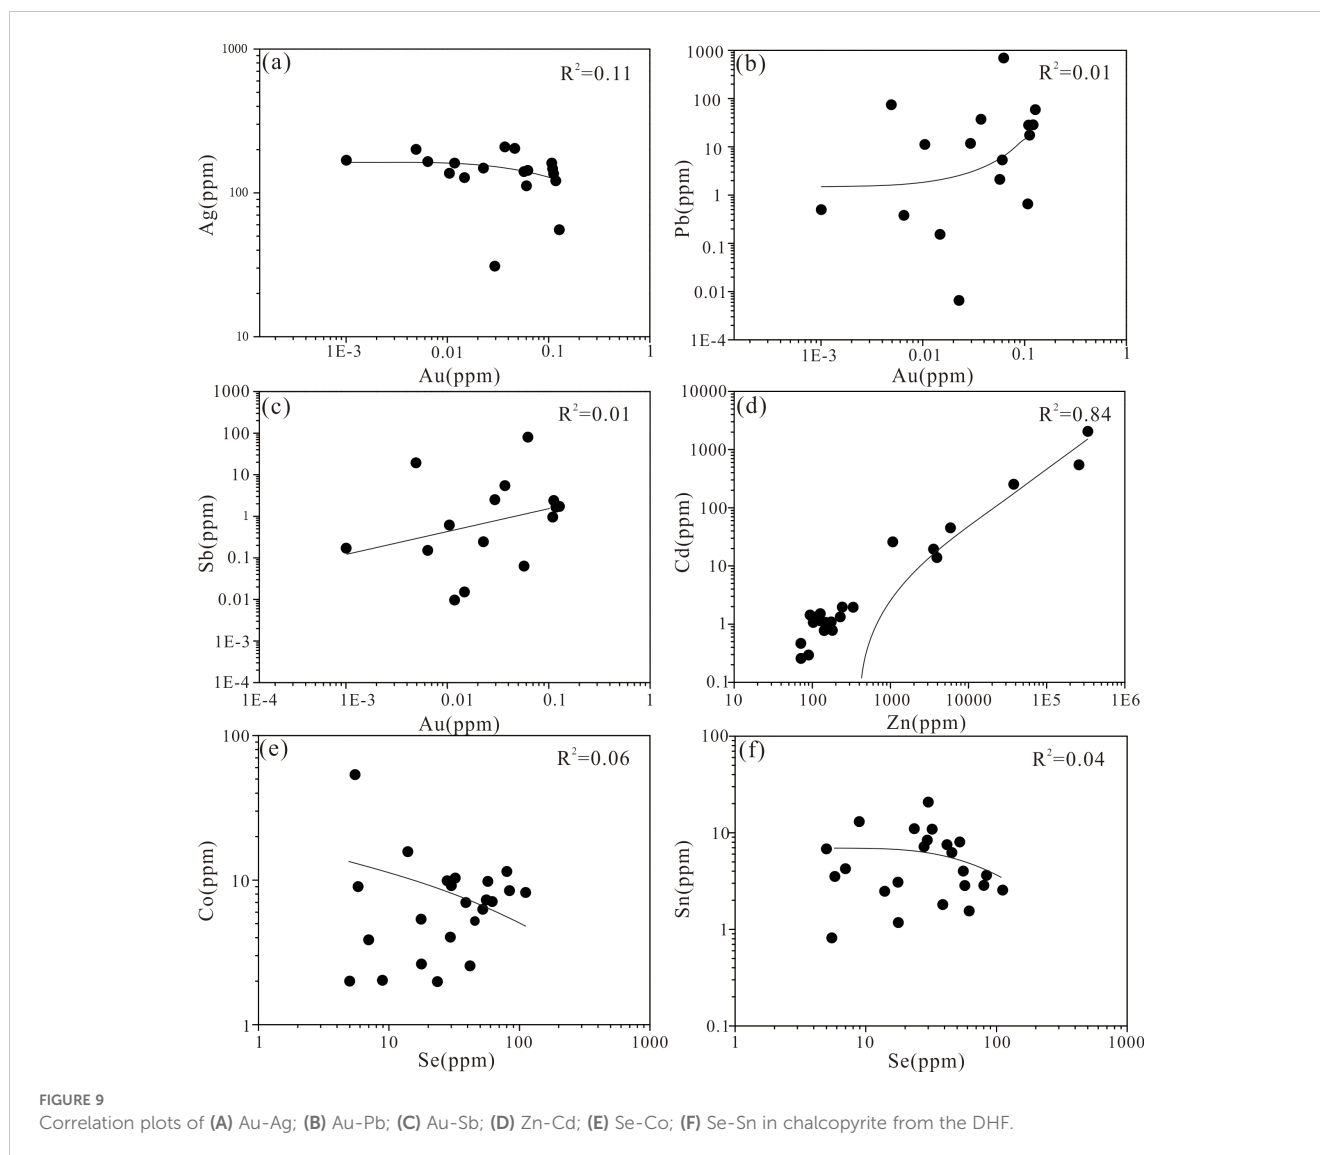 (a)
R²=0.11
1000
100
10
Ag(ppm)
1E-3
0.01
0.1
1
Au(ppm)
(b)
R²=0.01
1000
100
10
1
0.1
0.01
1E-4
Pb(ppm)
1E-3
0.01
0.1
1
Au(ppm)
(c)
R²=0.01
1000
100
10
1
0.1
0.01
1E-3
1E-4
Sb(ppm)
1E-4
1E-3
0.01
0.1
1
Au(ppm)
(d)
R²=0.84
10000
1000
100
10
1
0.1
Cd(ppm)
10
100
1000
10000
1E5
1E6
Zn(ppm)
(e)
R²=0.06
100
10
1
Co(ppm)
1
10
100
1000
Se(ppm)
(f)
R²=0.04
100
10
1
0.1
Sn(ppm)
1
10
100
1000
Se(ppm)
FIGURE 9
Correlation plots of (A) Au-Ag; (B) Au-Pb; (C) Au-Sb; (D) Zn-Cd; (E) Se-Co; (F) Se-Sn in chalcopyrite from the DHF.